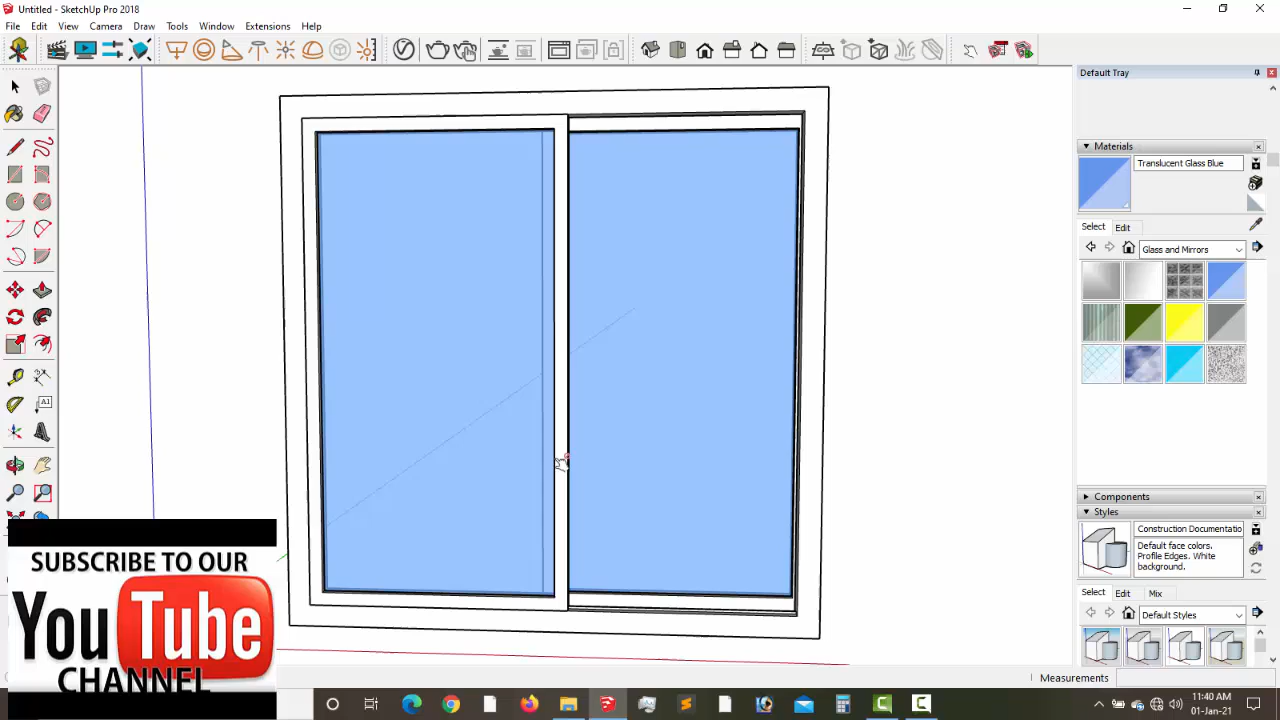 Untitled - SketchUp Pro 2018
File Edit View Camera Draw Tools Window Extensions Help
Default Tray
Materials
Translucent Glass Blue
Select Edit
Glass and Mirrors
A1
Components
Styles
Construction Documentatio
Default face colors.
Profile Edges. White
background.
Select Edit Mix
Default Styles
SUBSCRIBE TO OUR
YouTube
CHANNEL
Measurements
11:40 AM
01-Jan-21